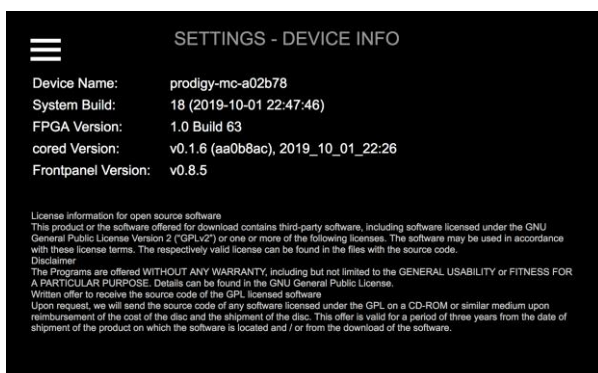 SETTINGS - DEVICE INFO
Device Name: prodigy-mc-a02b78
System Build: 18 (2019-10-01 22:47:46)
FPGA Version: 1.0 Build 63
cored Version: v0.1.6 (aa0b8ac), 2019_10_01_22:26
Frontpanel Version: v0.8.5
License information for open source software
This product or the software offered for download contains third-party software, including software licensed under the GNU
General Public License Version 2 ("GPLv2") or one or more of the following licenses. The software may be used in accordance
with these license terms. The respectively valid license can be found in the files with the source code.
Disclaimer
The Programs are offered WITHOUT ANY WARRANTY, including but not limited to the GENERAL USABILITY or FITNESS FOR
A PARTICULAR PURPOSE. Details can be found in the GNU General Public License.
Written offer to receive the source code of the GPL licensed software
Upon request, we will send the source code of any software licensed under the GPL on a CD-ROM or similar medium upon
reimbursement of the cost of the disc and the shipment of the disc. This offer is valid for a period of three years from the date of
shipment of the product on which the software is located and / or from the download of the software.